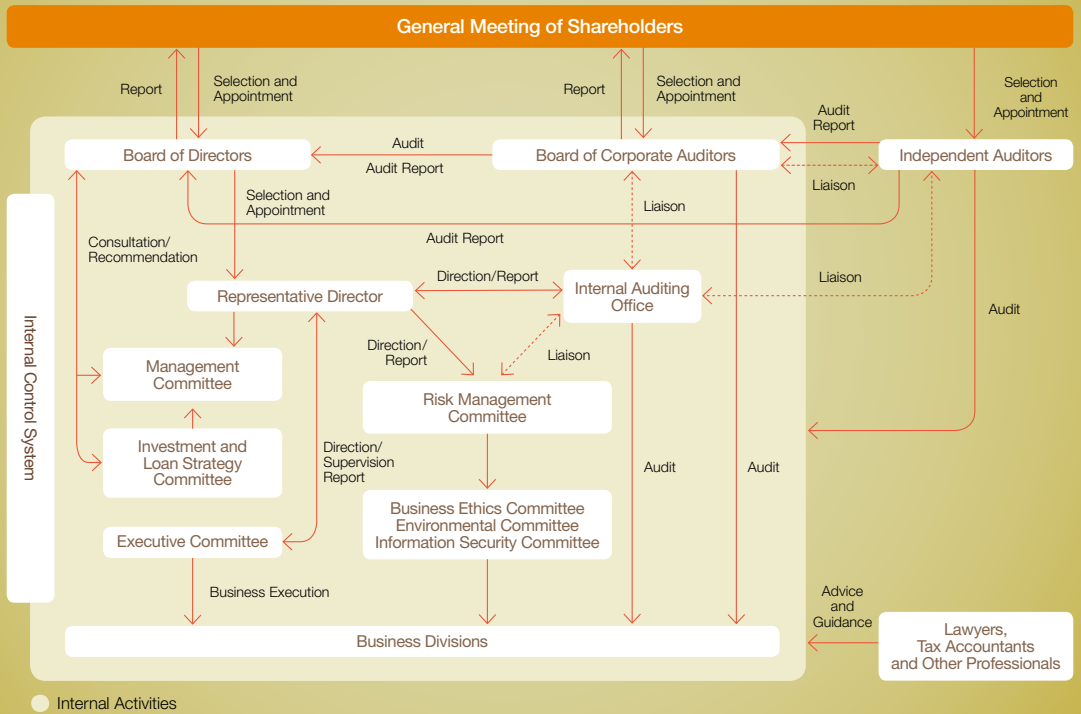 General Meeting of Shareholders
Report
Selection and
Appointment
Report
Selection and
Appointment
Selection
and
Appointment
Audit
Report
Board of Directors
Audit
Audit Report
Board of Corporate Auditors
Independent Auditors
Liaison
Selection and
Appointment
Liaison
Audit Report
Consultation/
Recommendation
Direction/Report
Representative Director
Internal Auditing
Office
Liaison
Audit
Internal Control System
Direction/
Report
Liaison
Management
Committee
Risk Management
Committee
Investment and
Loan Strategy
Committee
Direction/
Supervision
Report
Audit
Audit
Business Ethics Committee
Environmental Committee
Information Security Committee
Executive Committee
Business Execution
Advice
and
Guidance
Business Divisions
Lawyers,
Tax Accountants
and Other Professionals
Internal Activities